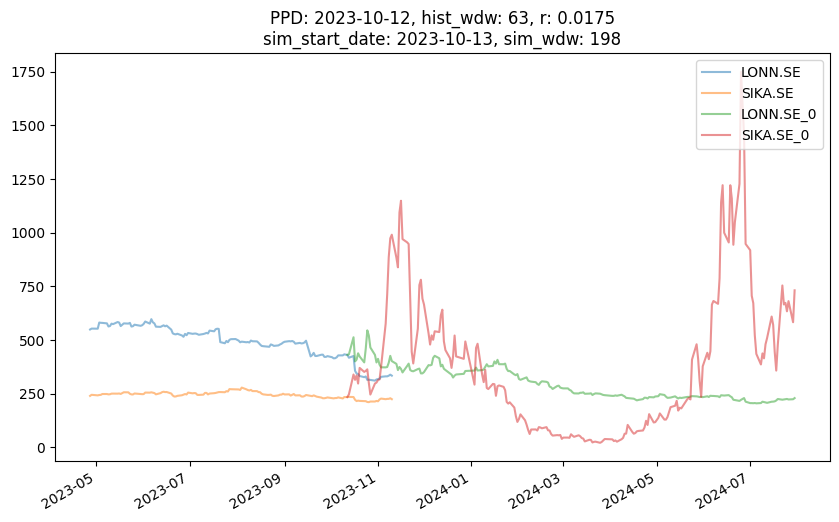 PPD: 2023-10-12, hist_wdw: 63, r: 0.0175
sim_start_date: 2023-10-13, sim_wdw: 198
LONN.SE
SIKA.SE
LONN.SE_0
SIKA.SE_0
1750
1500
1250
1000
750
500
250
0
2023-05
2023-07
2023-09
2023-11
2024-01
2024-03
2024-05
2024-07